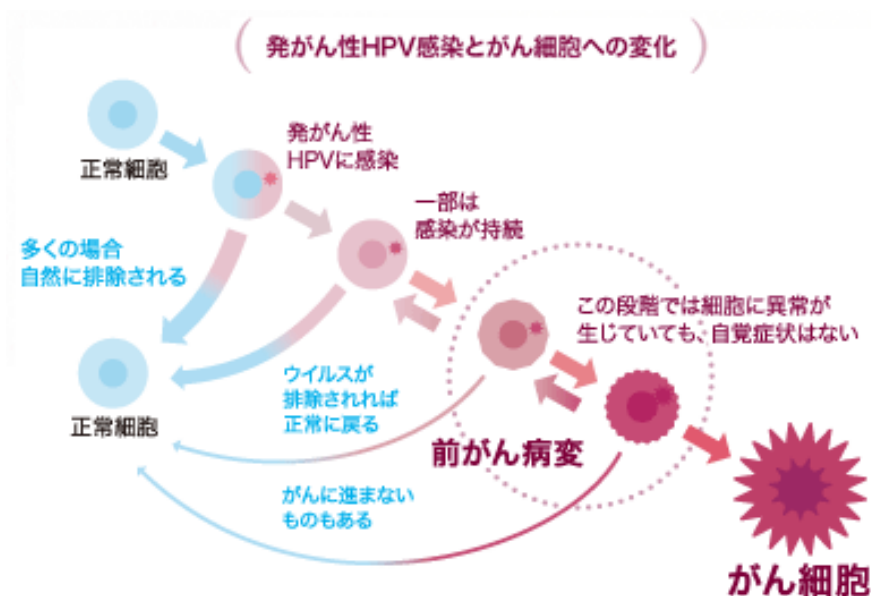 発がん性HPV感染とがん細胞への変化
正常細胞
発がん性
HPVに感染
一部は
感染が持続
多くの場合
自然に排除される
この段階では細胞に異常が
生じていても、自覚症状はない
正常細胞
ウイルスが
排除されれば
正常に戻る
前がん病変
がんに進まない
ものもある
がん細胞